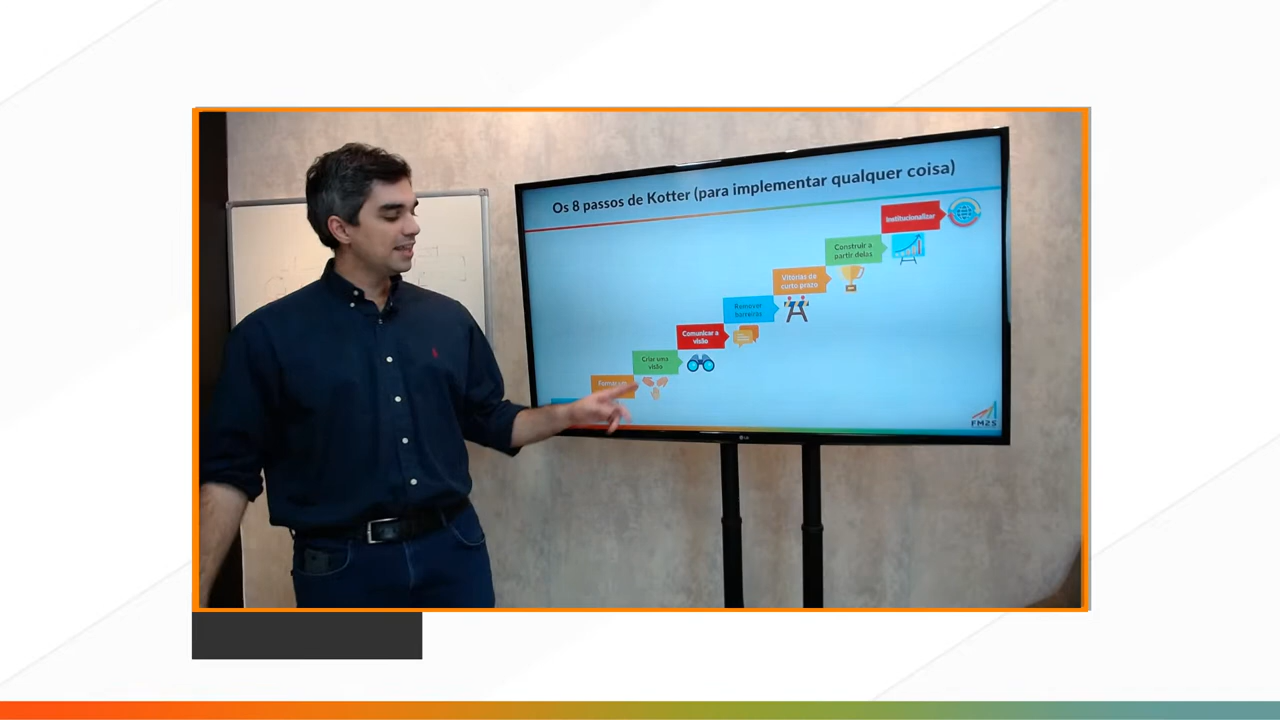 Os 8 passos de Kotter (para implementar qualquer coisa)
Institucionalizar
Construir a
partir delas
Vitórias de
curto prazo
Remover
barreiras
Comunicar a
visão
Criar uma
visão
FM2S
LG